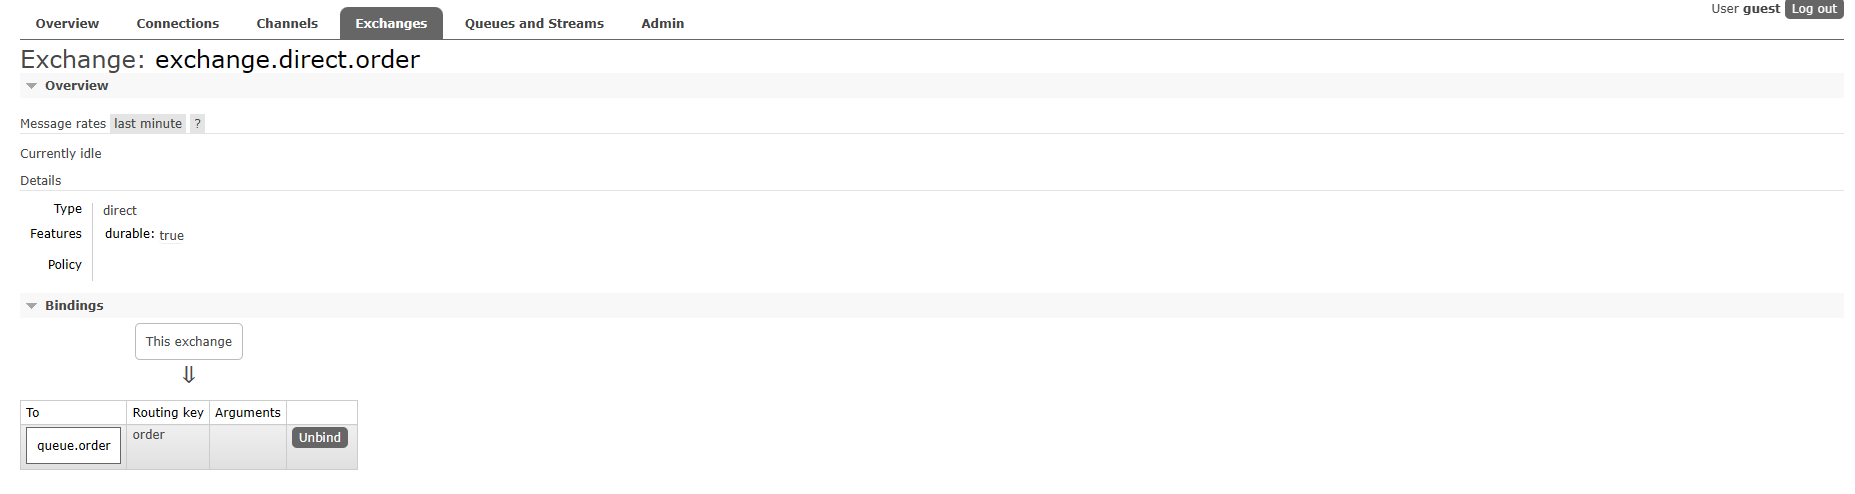 User guest Log out
Overview Connections Channels Exchanges Queues and Streams Admin
Exchange: exchange.direct.order
Overview
Message rates last minute ?
Currently idle
Details
Type direct
Features durable: true
Policy
Bindings
This exchange
⇓
To Routing key Arguments
queue.order order Unbind